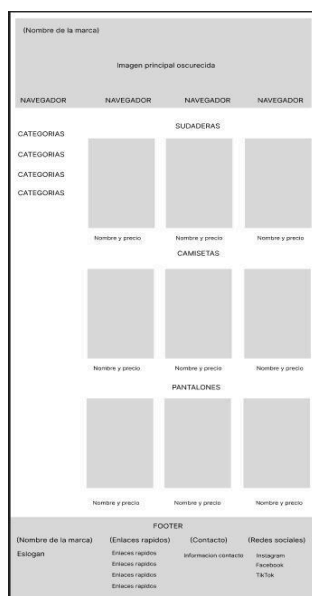 (Nombre de la marca)
Imagen principal oscurecida
NAVEGADOR NAVEGADOR NAVEGADOR NAVEGADOR
CATEGORIAS
CATEGORIAS
CATEGORIAS
CATEGORIAS
SUDADERAS
Nombre y precio Nombre y precio Nombre y precio
CAMISETAS
Nombre y precio Nombre y precio Nombre y precio
PANTALONES
Nombre y precio Nombre y precio Nombre y precio
FOOTER
(Nombre de la marca) (Enlaces rapidos) (Contacto) (Redes sociales)
Eslogan Enlaces rapidos Informacion contacto Instagram
Enlaces rapidos Facebook
Enlaces rapidos TikTok
Enlaces rapidos